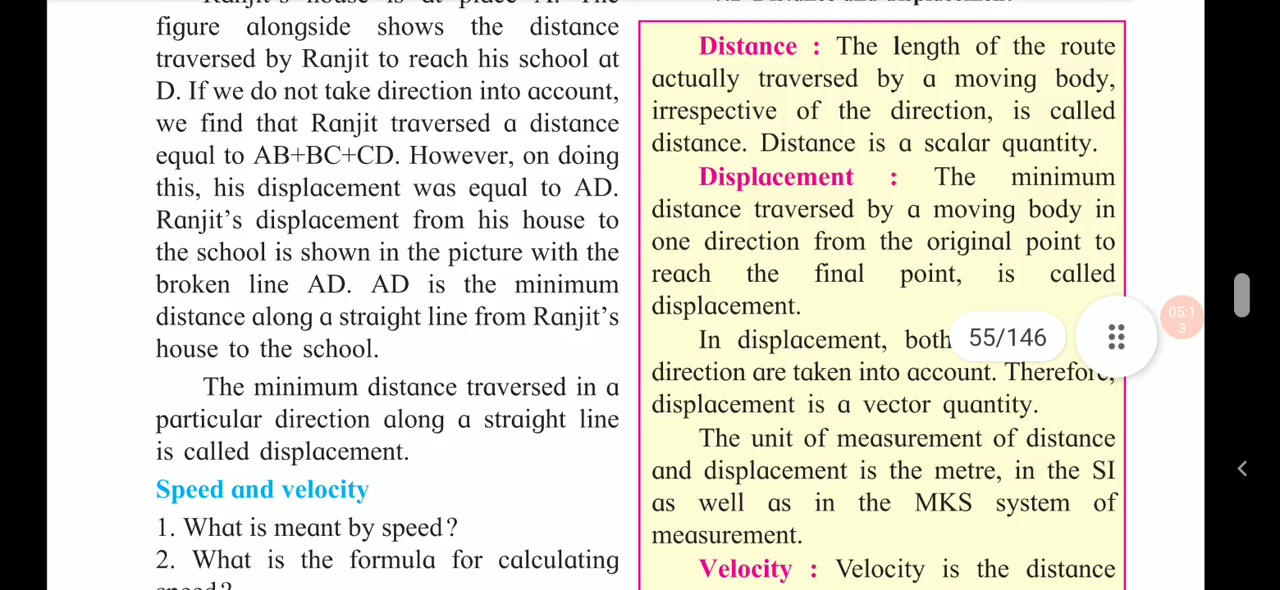 figure alongside shows the distance
traversed by Ranjit to reach his school at
D. If we do not take direction into account,
we find that Ranjit traversed a distance
equal to AB+BC+CD. However, on doing
this, his displacement was equal to AD.
Ranjit's displacement from his house to
the school is shown in the picture with the
broken line AD. AD is the minimum
distance along a straight line from Ranjit's
house to the school.
The minimum distance traversed in a
particular direction along a straight line
is called displacement.
Speed and velocity
1. What is meant by speed?
2. What is the formula for calculating
Distance : The length of the route
actually traversed by a moving body,
irrespective of the direction, is called
distance. Distance is a scalar quantity.
Displacement : The minimum
distance traversed by a moving body in
one direction from the original point to
reach the final point, is called
displacement.
In displacement, both
direction are taken into account. Therefore,
displacement is a vector quantity.
The unit of measurement of distance
and displacement is the metre, in the SI
as well as in the MKS system of
measurement.
Velocity : Velocity is the distance
55/146
05:1
3